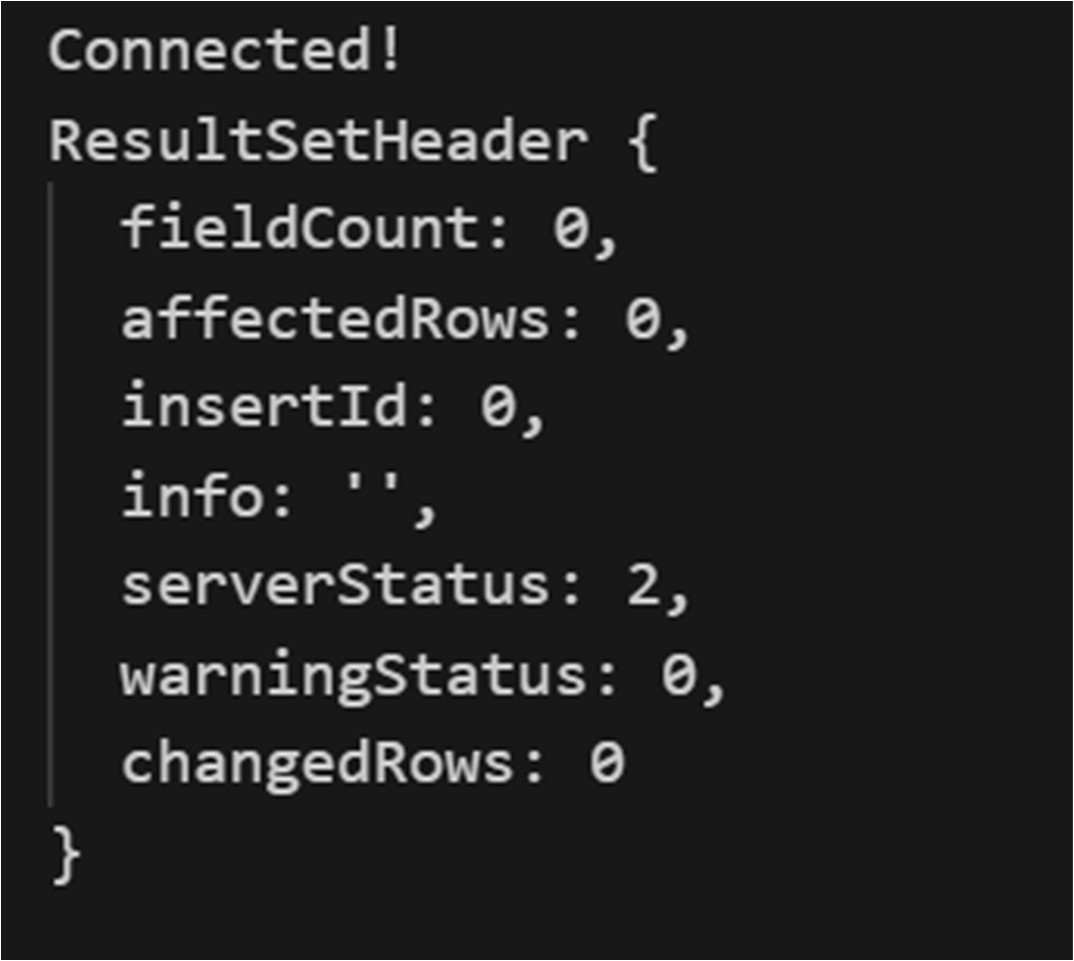 Connected!
ResultSetHeader {
  fieldCount: 0,
  affectedRows: 0,
  insertId: 0,
  info: '',
  serverStatus: 2,
  warningStatus: 0,
  changedRows: 0
}